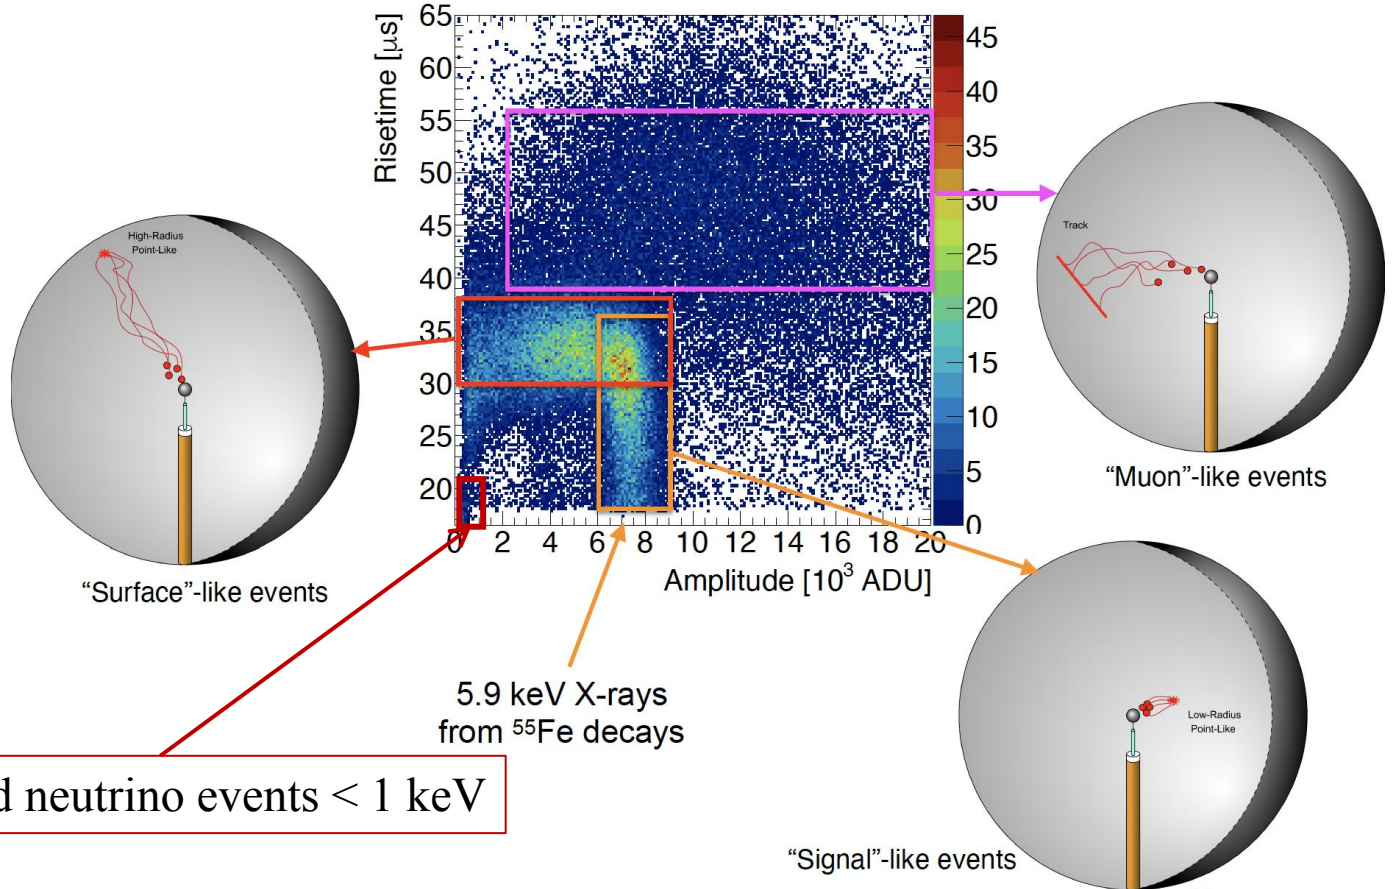 65
60
55
50
45
40
35
30
25
20
Risetime [μs]
0 2 4 6 8 10 12 14 16 18 20
Amplitude [10³ ADU]
45
40
35
30
25
20
15
10
5
0
High-Radius
Point-Like
"Surface"-like events
Track
"Muon"-like events
5.9 keV X-rays
from ⁵⁵Fe decays
neutrino events < 1 keV
Low-Radius
Point-Like
"Signal"-like events